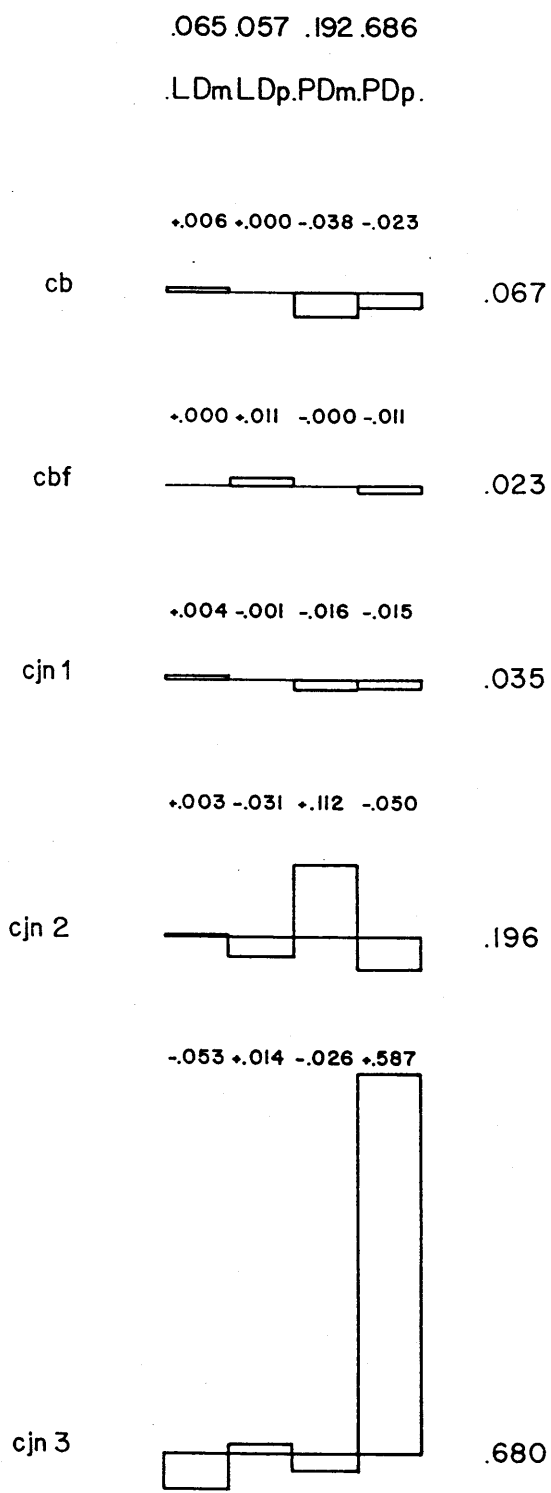 .065 .057 .192 .686
.LDm.LDp.PDm.PDp.
+.006 +.000 -.038 -.023
cb .067
+.000 +.011 -.000 -.011
cbf .023
+.004 -.001 -.016 -.015
cjn 1 .035
+.003 -.031 +.112 -.050
cjn 2 .196
-.053 +.014 -.026 +.587
cjn 3 .680